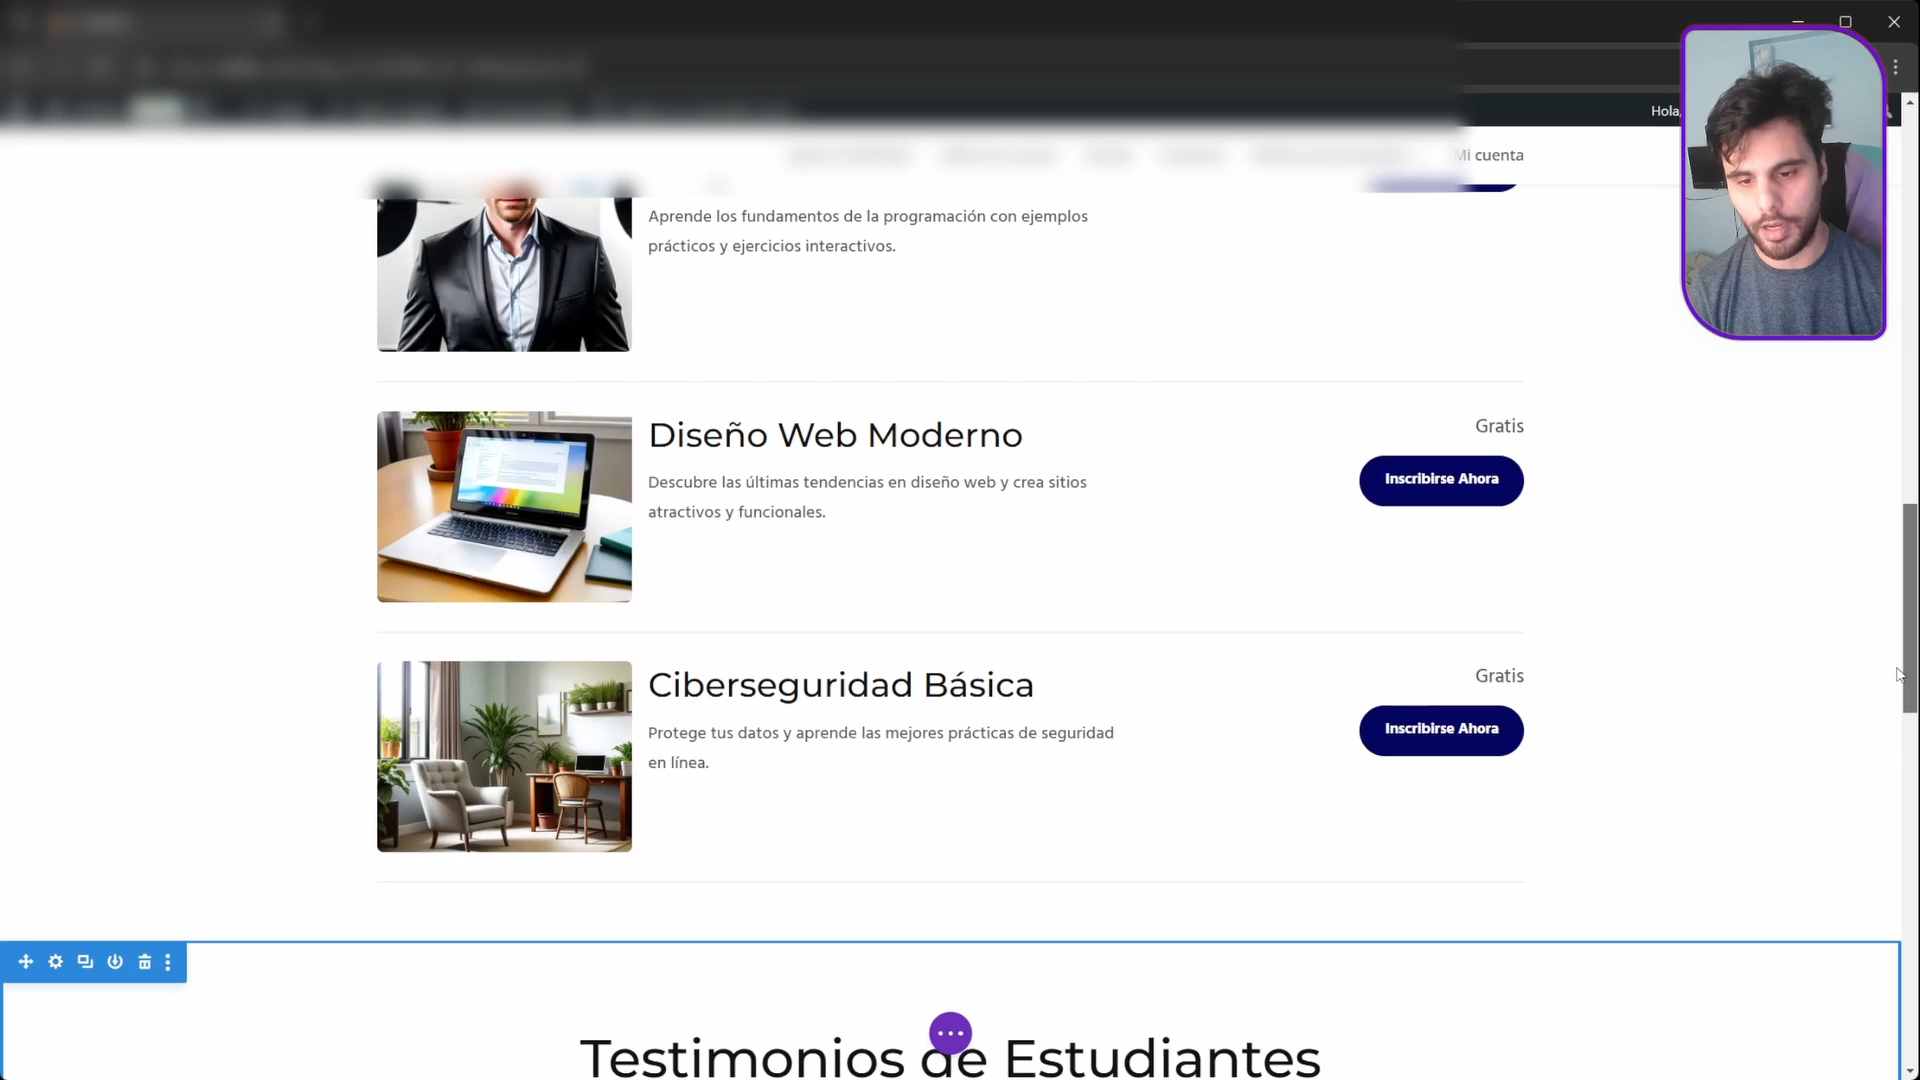 Hola,
Mi cuenta
Aprende los fundamentos de la programación con ejemplos
prácticos y ejercicios interactivos.
Diseño Web Moderno
Gratis
Descubre las últimas tendencias en diseño web y crea sitios
atractivos y funcionales.
Inscribirse Ahora
Ciberseguridad Básica
Gratis
Protege tus datos y aprende las mejores prácticas de seguridad
en línea.
Inscribirse Ahora
Testimonios de Estudiantes